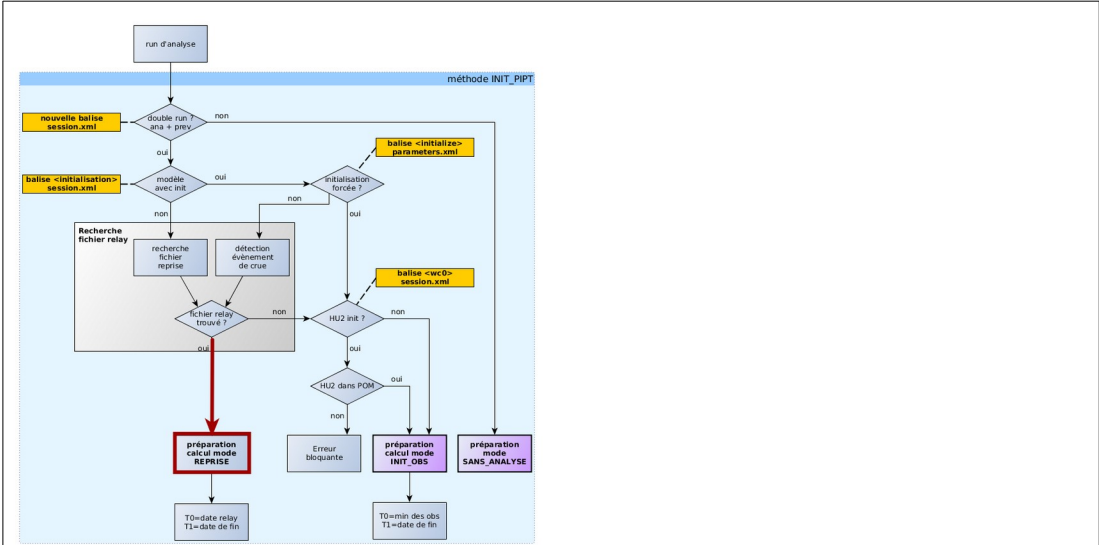 run d'analyse
méthode INIT_PIPT
nouvelle balise
session.xml
double run ?
ana + prev
non
oui
balise <initialize>
parameters.xml
balise <initialisation>
session.xml
modèle
avec init
oui
initialisation
forcée ?
non
non
oui
Recherche
fichier relay
recherche
fichier
reprise
détection
évènement
de crue
balise <wc0>
session.xml
fichier relay
trouvé ?
non
HU2 init ?
non
oui
oui
HU2 dans POM
oui
non
préparation
calcul mode
REPRISE
Erreur
bloquante
préparation
calcul mode
INIT_OBS
préparation
mode
SANS_ANALYSE
T0=date relay
T1=date de fin
T0=min des obs
T1=date de fin